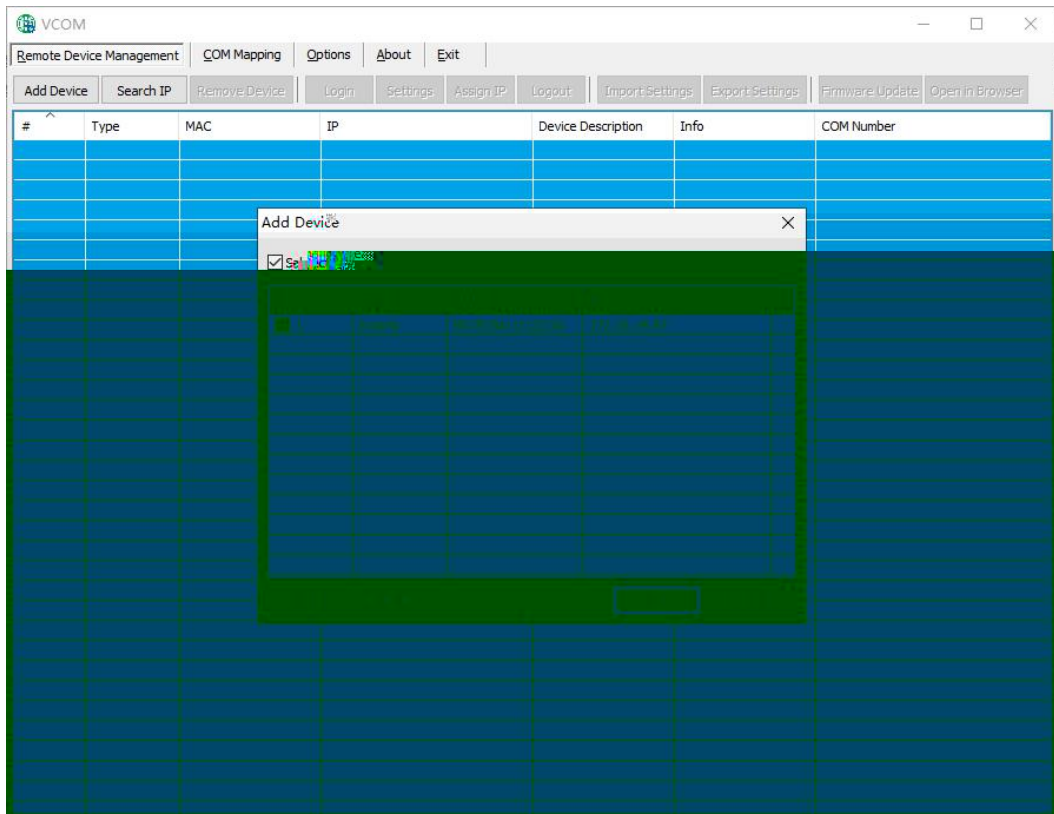 VCOM
Remote Device Management COM Mapping Options About Exit
Add Device Search IP Remove Device Login Settings Assign IP Logout Import Settings Export Settings Firmware Update Open in Browser
# Type MAC IP Device Description Info COM Number
Add Device